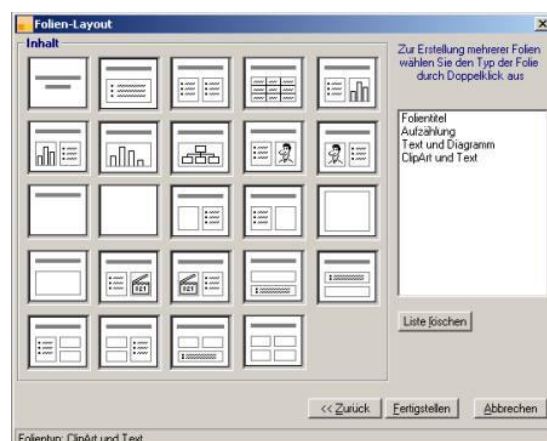 Folien-Layout
Inhalt
Zur Erstellung mehrerer Folien
wählen Sie den Typ der Folie
durch Doppelklick aus
Folientitel
Aufzählung
Text und Diagramm
ClipArt und Text
Liste löschen
<< Zurück
Fertigstellen
Abbrechen
Folientyp: ClipArt und Text